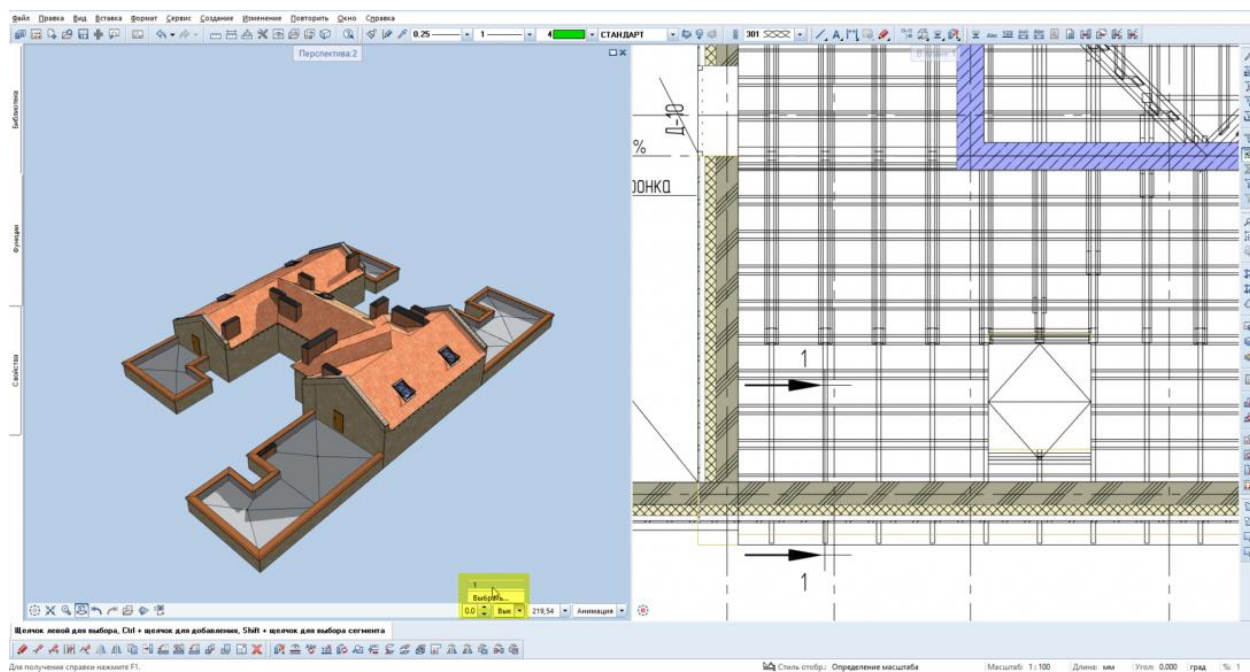 Файл Правка Вид Вставка Формат Сервис Создание Изменение Повторить Окно Справка
0.25 1 4 СТАНДАРТ 301
Перспектива:2
Библиотека
Функции
Свойства
Д-10
%
ронка
1
1
1
Выбрать...
0.0 Вык 219,54 Анимация
Щелчок левой для выбора, Ctrl + щелчок для добавления, Shift + щелчок для выбора сегмента
Для получения справки нажмите F1.
Стиль отобр.: Определение масштаба Масштаб: 1:100 Длина: мм Угол: 0.000 град %